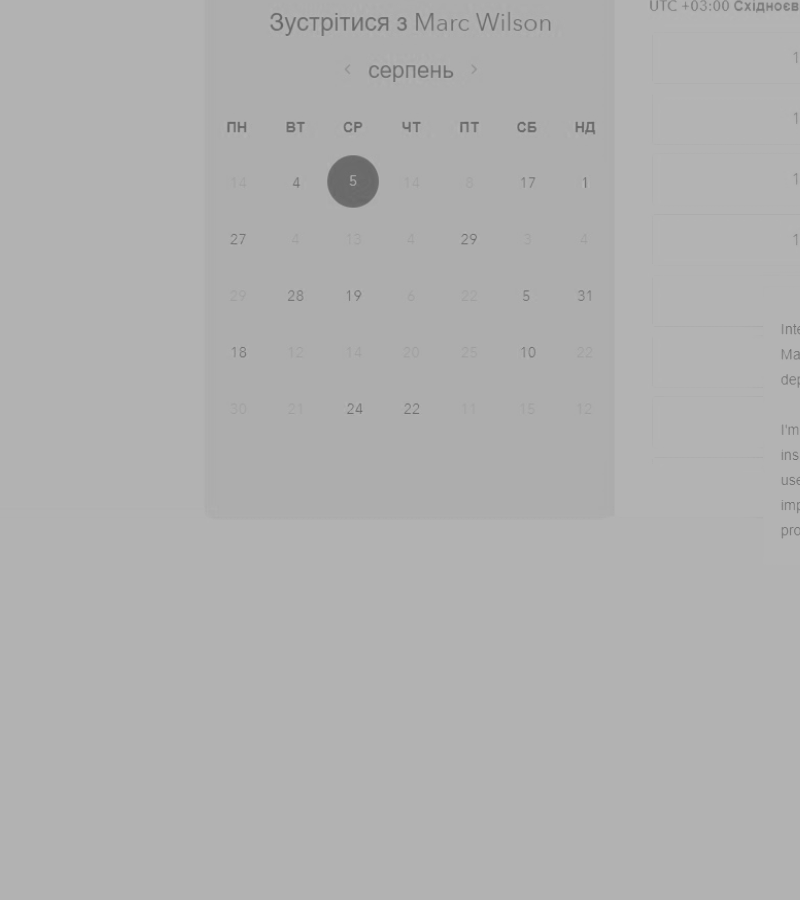 Зустрітися з Marc Wilson
серпень
ПН ВТ СР ЧТ ПТ СБ НД
14 4 5 14 8 17 1
27 4 13 4 29 3 4
29 28 19 6 22 5 31
18 12 14 20 25 10 22
30 21 24 22 11 15 12
UTC +03:00 Східноєв
1
1
1
1
Inte
Ma
dep
I'm
ins
use
imp
pro